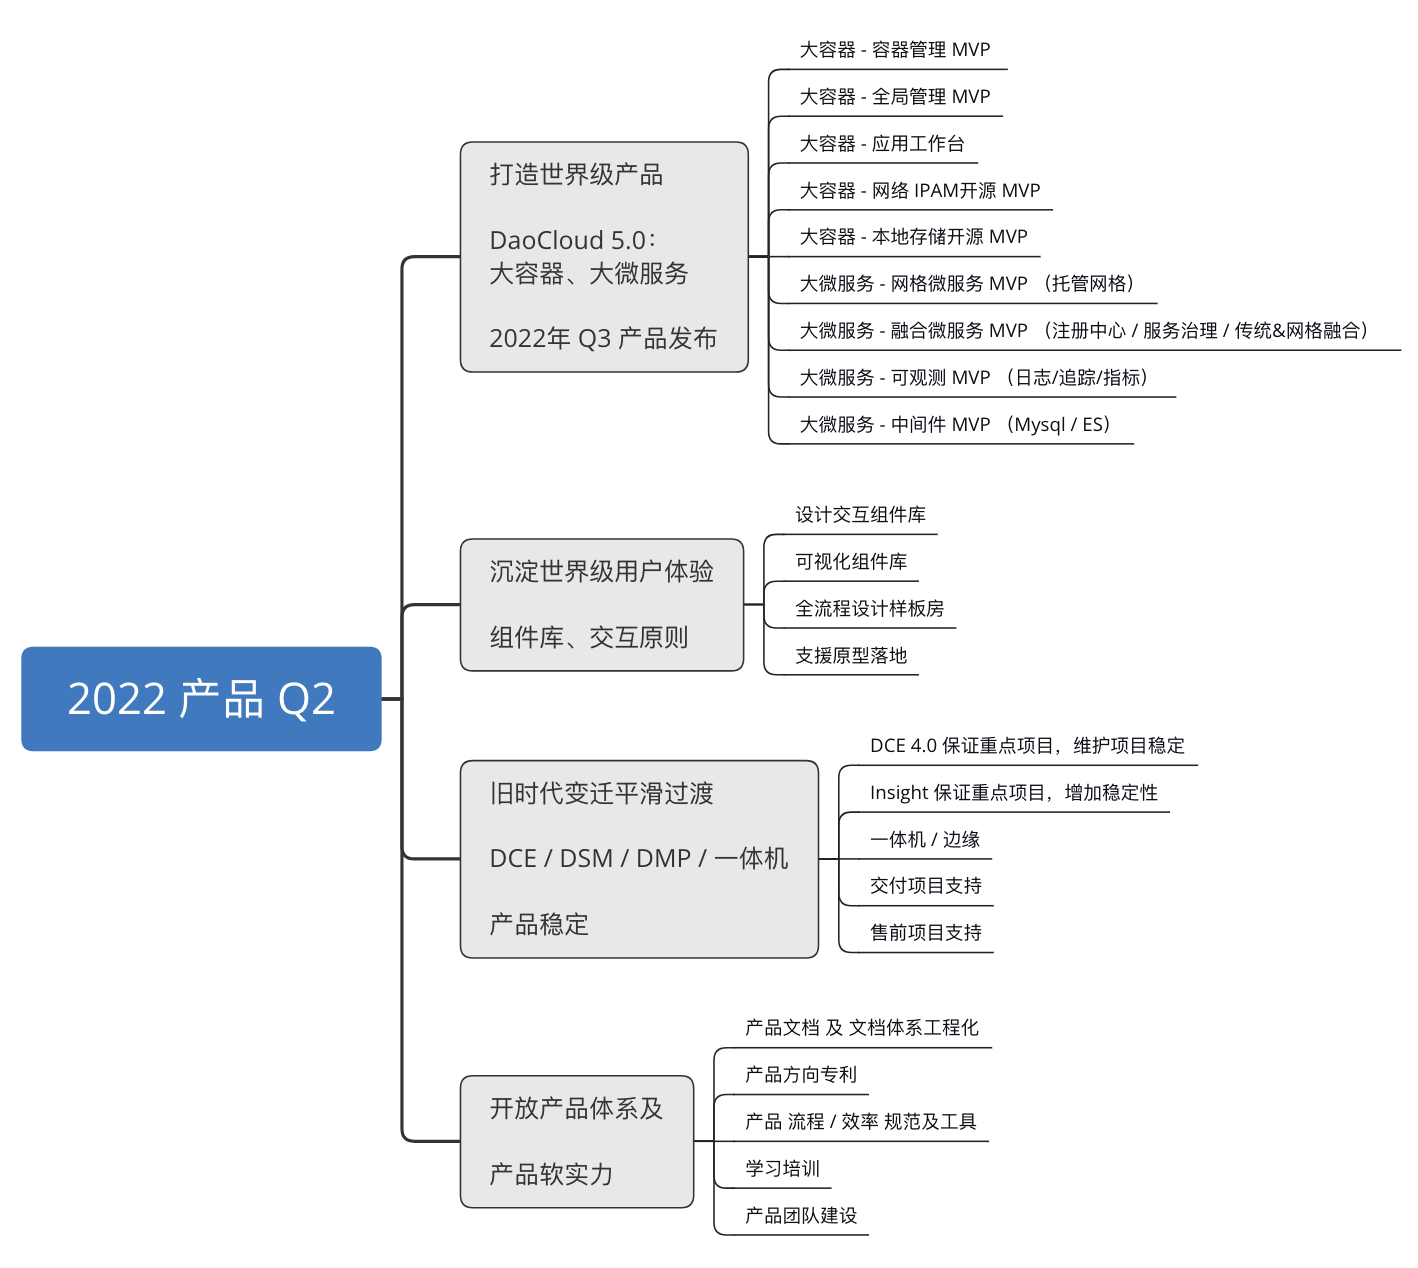 2022 产品 Q2
打造世界级产品
DaoCloud 5.0：
大容器、大微服务
2022年 Q3 产品发布
大容器 - 容器管理 MVP
大容器 - 全局管理 MVP
大容器 - 应用工作台
大容器 - 网络 IPAM开源 MVP
大容器 - 本地存储开源 MVP
大微服务 - 网格微服务 MVP （托管网格）
大微服务 - 融合微服务 MVP （注册中心 / 服务治理 / 传统&网格融合）
大微服务 - 可观测 MVP （日志/追踪/指标）
大微服务 - 中间件 MVP （Mysql / ES）
沉淀世界级用户体验
组件库、交互原则
设计交互组件库
可视化组件库
全流程设计样板房
支援原型落地
旧时代变迁平滑过渡
DCE / DSM / DMP / 一体机
产品稳定
DCE 4.0 保证重点项目，维护项目稳定
Insight 保证重点项目，增加稳定性
一体机 / 边缘
交付项目支持
售前项目支持
开放产品体系及
产品软实力
产品文档 及 文档体系工程化
产品方向专利
产品 流程 / 效率 规范及工具
学习培训
产品团队建设